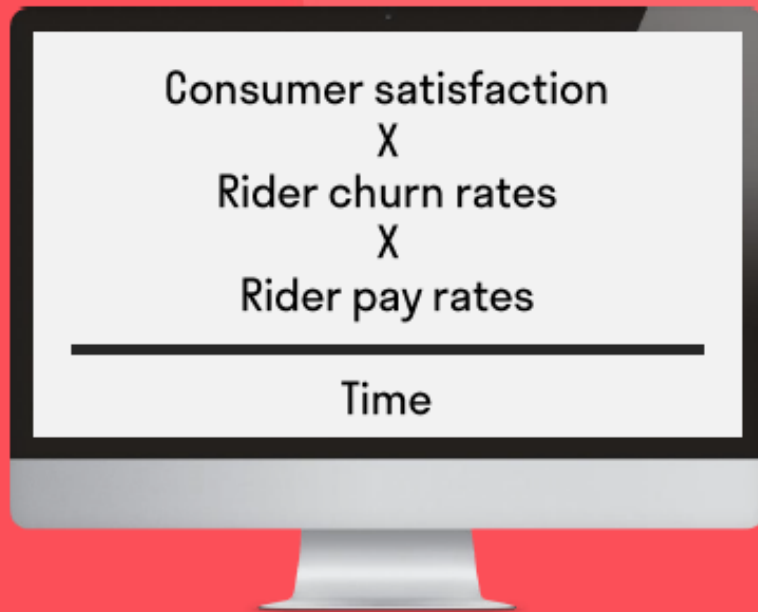 Consumer satisfaction
X
Rider churn rates
X
Rider pay rates
Time